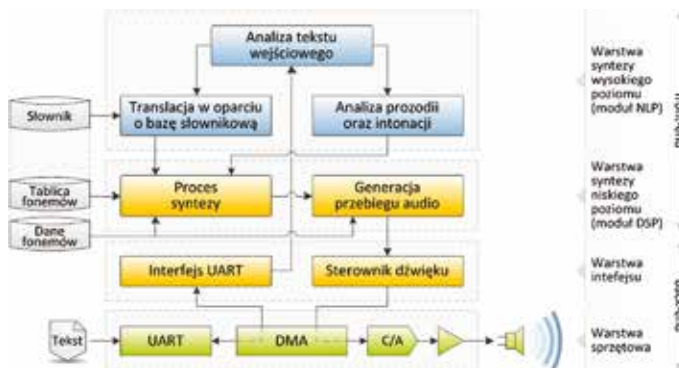 Analiza tekstu
wejściowego
Słownik
Translacja w oparciu
o bazę słownikową
Analiza prozodii
oraz intonacji
Warstwa
syntezy
wysokiego
poziomu
(moduł NLP)
Tablica
fonemów
Dane
fonemów
Proces
syntezy
Generacja
przebiegu audio
Warstwa
syntezy
niskiego
poziomu
(moduł DSP)
Interfejs UART
Sterownik dźwięku
Warstwa
intefejsu
Tekst
UART
DMA
C/A
Warstwa
sprzętowa